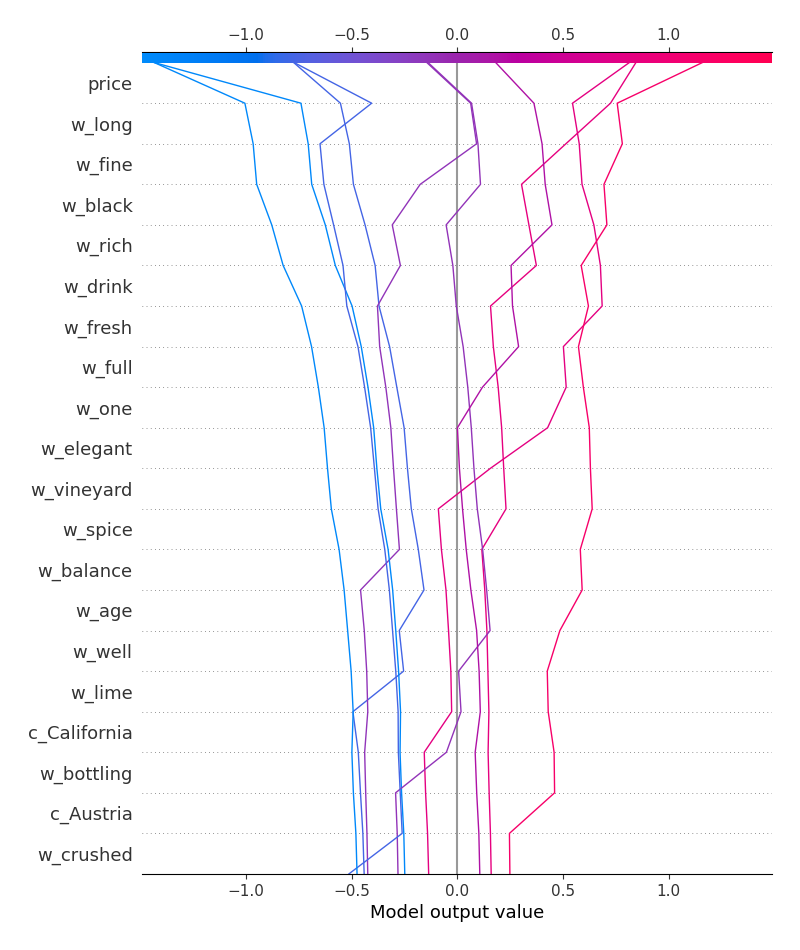 −1.0 −0.5 0.0 0.5 1.0
price
w_long
w_fine
w_black
w_rich
w_drink
w_fresh
w_full
w_one
w_elegant
w_vineyard
w_spice
w_balance
w_age
w_well
w_lime
c_California
w_bottling
c_Austria
w_crushed
−1.0 −0.5 0.0 0.5 1.0
Model output value